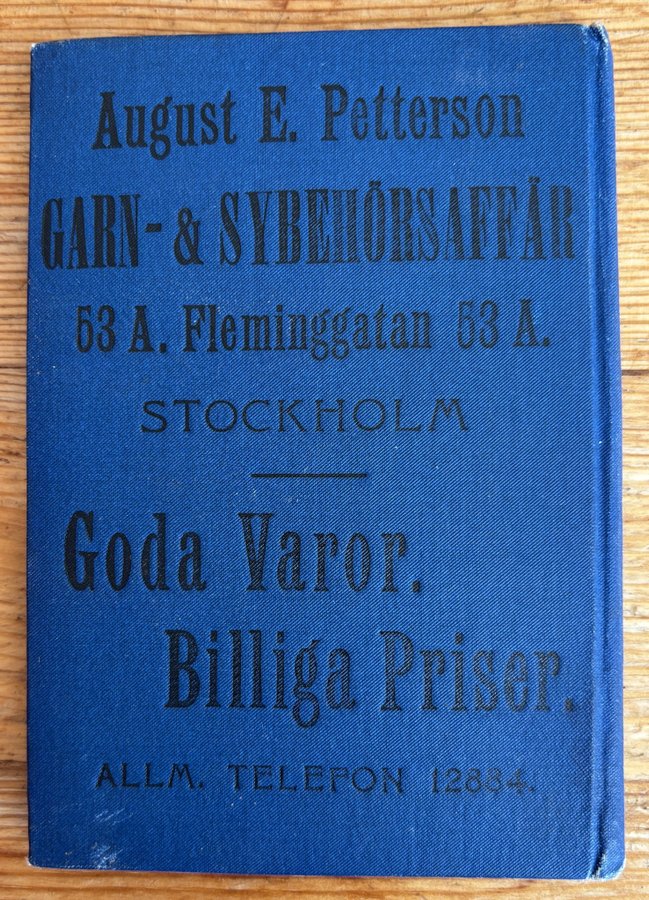 August E. Petterson
GARN- & SYBEHÖRSAFFÄR
53 A. Fleminggatan 53 A.
STOCKHOLM
Goda Varor.
Billiga Priser.
ALLM. TELEFON 12884.